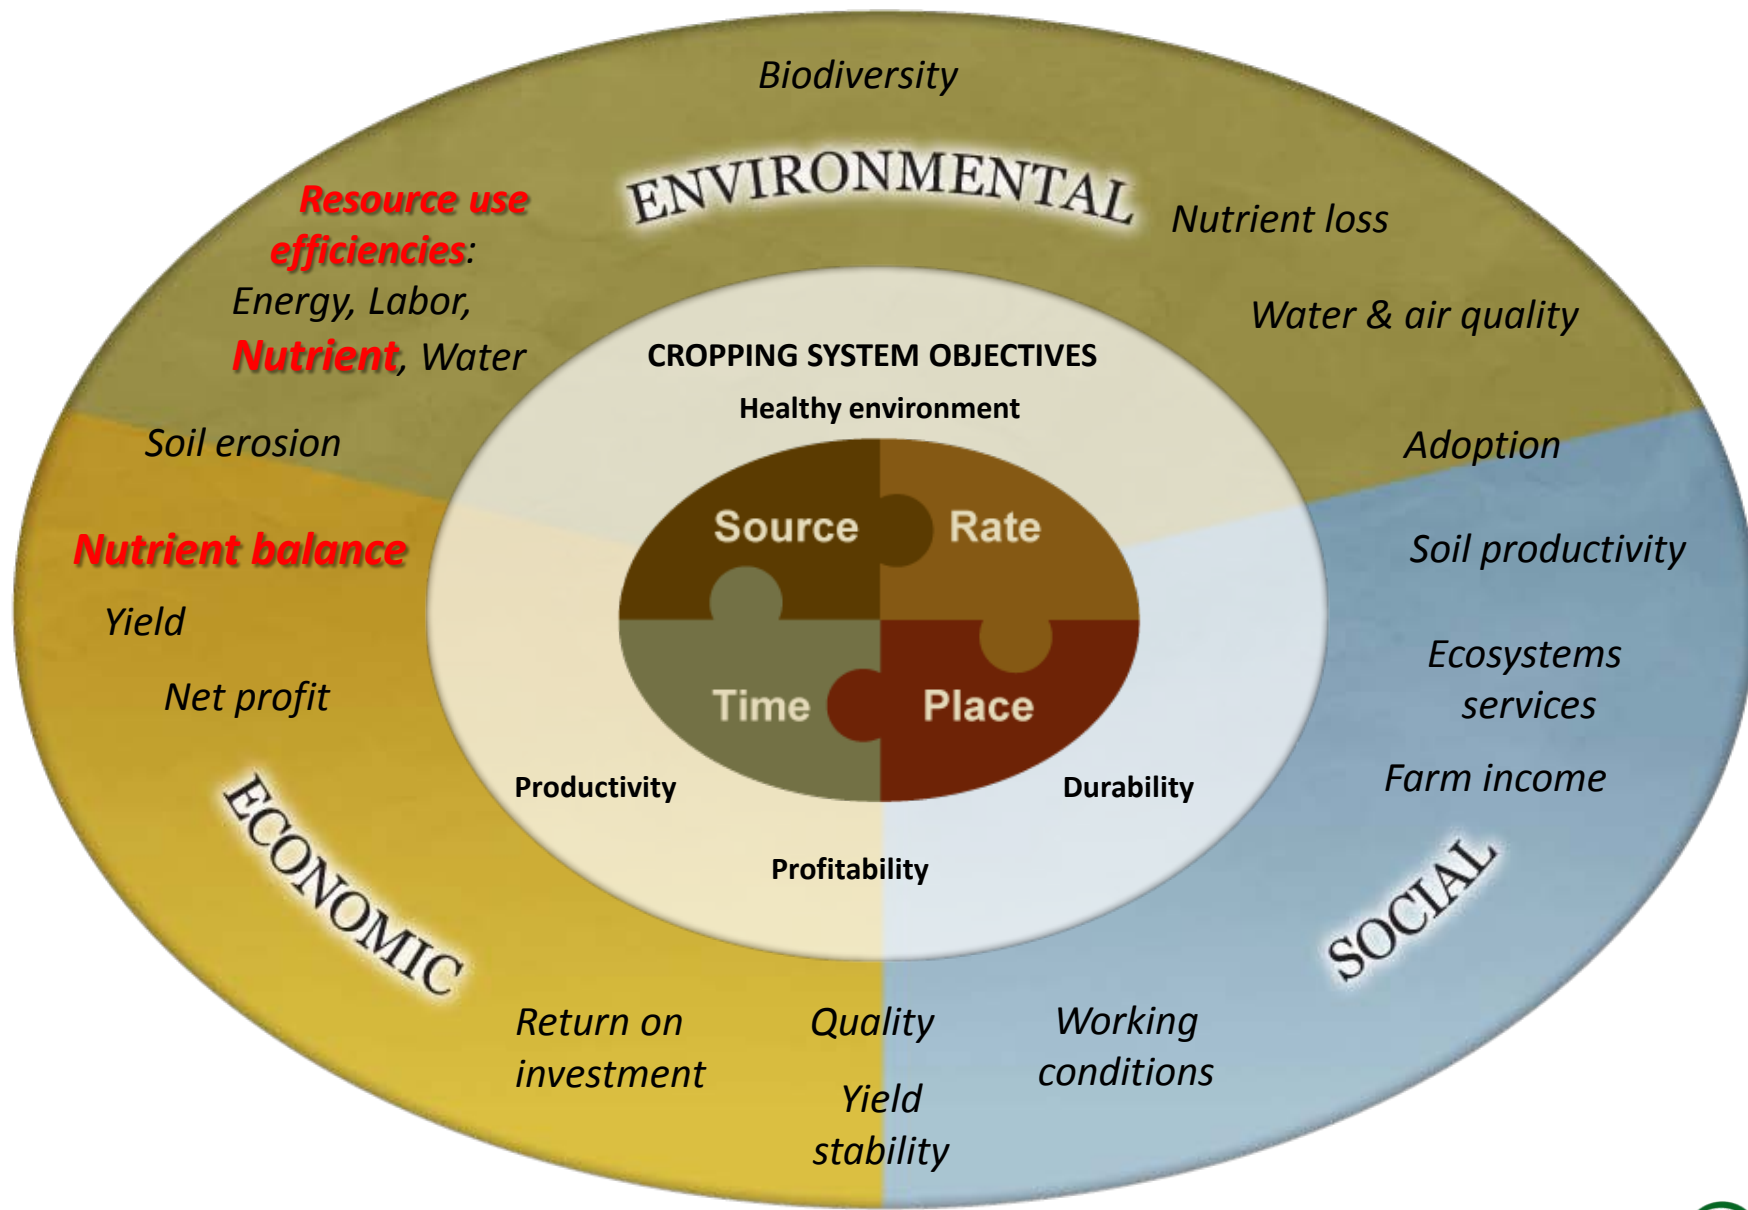 Biodiversity
ENVIRONMENTAL
Resource use
efficiencies:
Energy, Labor,
Nutrient, Water
Nutrient loss
Water & air quality
CROPPING SYSTEM OBJECTIVES
Healthy environment
Soil erosion
Adoption
Source
Rate
Nutrient balance
Soil productivity
Yield
Ecosystems
services
Net profit
Time
Place
Productivity
Durability
Farm income
Profitability
ECONOMIC
SOCIAL
Return on
investment
Quality
Working
conditions
Yield
stability